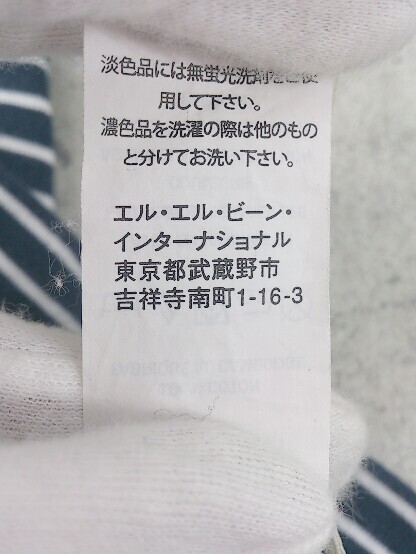 淡色品には無蛍光洗剤をご使
用して下さい。
濃色品を洗濯の際は他のもの
と分けてお洗い下さい。
エル・エル・ビーン・
インターナショナル
東京都武蔵野市
吉祥寺南町1-16-3